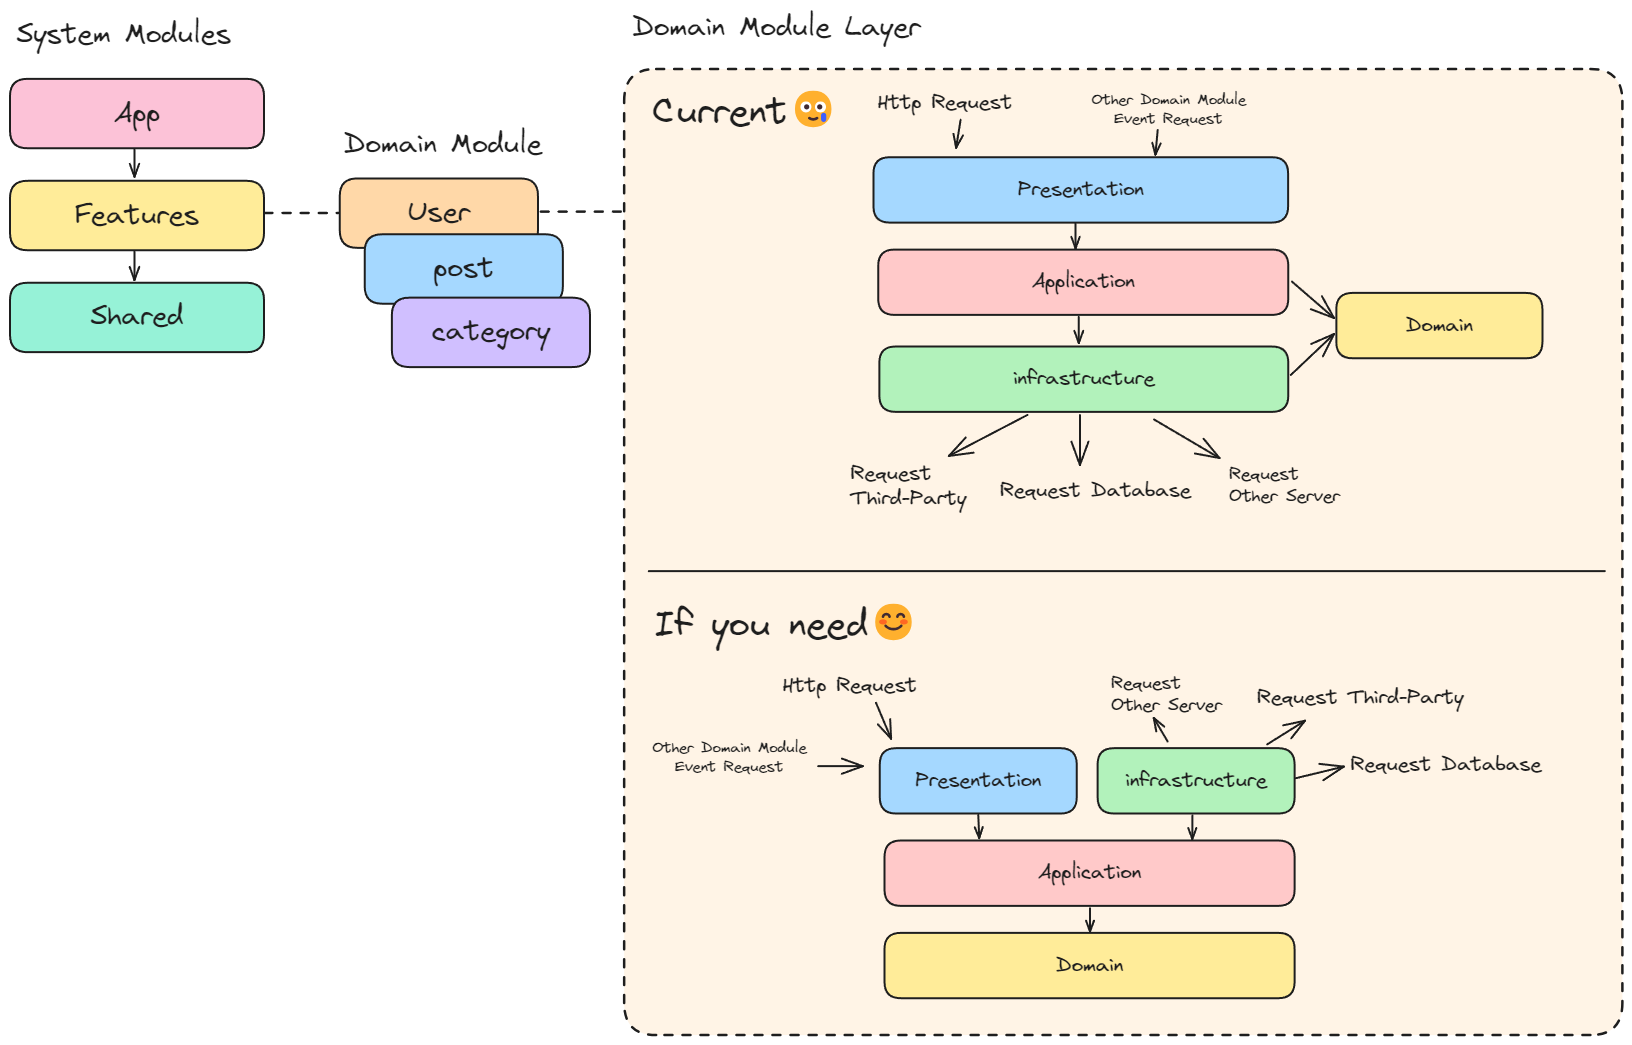 System Modules
App
Features
Shared
Domain Module
User
post
category
Domain Module Layer
Current
Http Request
Other Domain Module
Event Request
Presentation
Application
Domain
infrastructure
Request
Third-Party
Request Database
Request
Other Server
If you need
Http Request
Other Domain Module
Event Request
Request
Other Server
Request Third-Party
Request Database
Presentation
infrastructure
Application
Domain